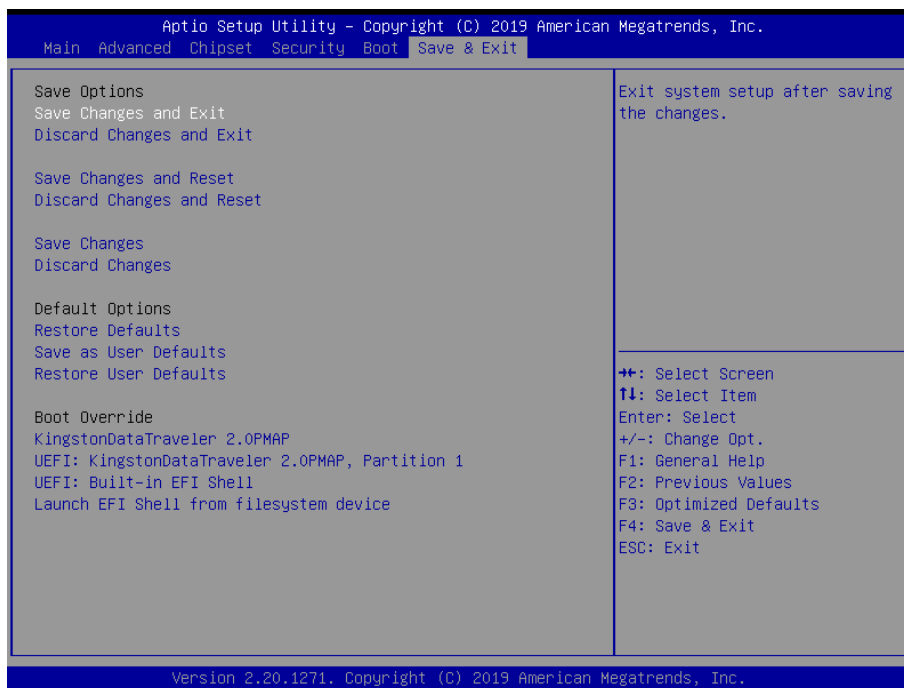 Aptio Setup Utility – Copyright (C) 2019 American Megatrends, Inc.
Main Advanced Chipset Security Boot Save & Exit
Save Options
Save Changes and Exit
Discard Changes and Exit
Save Changes and Reset
Discard Changes and Reset
Save Changes
Discard Changes
Default Options
Restore Defaults
Save as User Defaults
Restore User Defaults
Boot Override
KingstonDataTraveler 2.0PMAP
UEFI: KingstonDataTraveler 2.0PMAP, Partition 1
UEFI: Built-in EFI Shell
Launch EFI Shell from filesystem device
Exit system setup after saving
the changes.
→←: Select Screen
↑↓: Select Item
Enter: Select
+/-: Change Opt.
F1: General Help
F2: Previous Values
F3: Optimized Defaults
F4: Save & Exit
ESC: Exit
Version 2.20.1271. Copyright (C) 2019 American Megatrends, Inc.